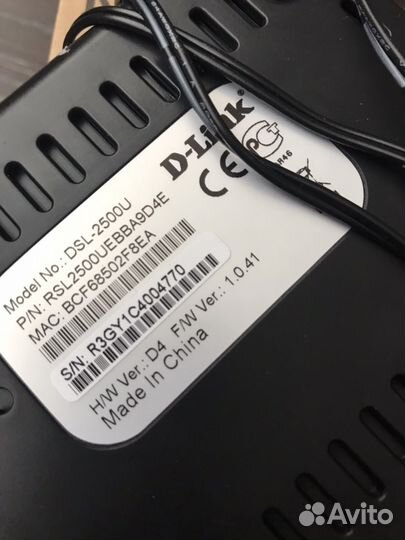 D-Link
CE
AR46
Model No.: DSL-2500U
P/N: RSL2500UEBBA9D4E
MAC: BCF68502F8EA
S/N: R3GY1C4004770
H/W Ver.: D4 F/W Ver.: 1.0.41
Made in China
Avito